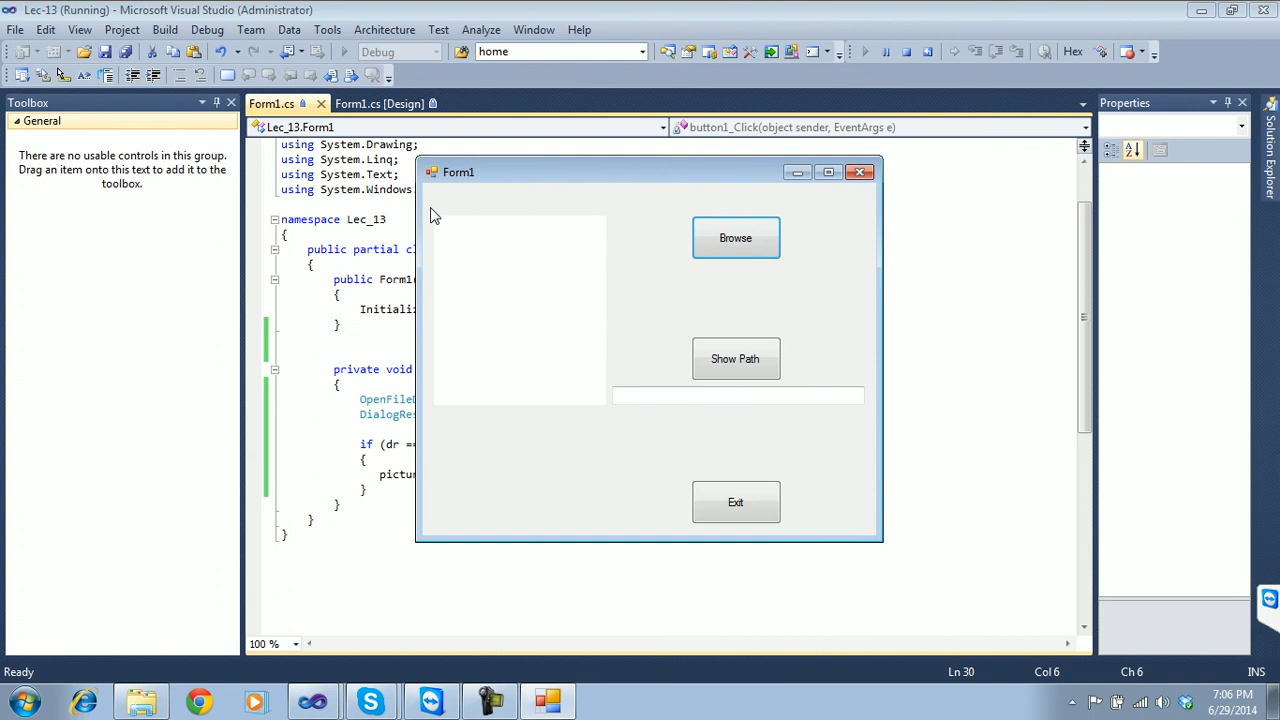 Lec-13 (Running) - Microsoft Visual Studio (Administrator)
File Edit View Project Build Debug Team Data Tools Architecture Test Analyze Window Help
Debug home Hex
Toolbox
General
There are no usable controls in this group.
Drag an item onto this text to add it to the
toolbox.
Form1.cs Form1.cs [Design]
Lec_13.Form1 button1_Click(object sender, EventArgs e)
using System.Drawing;
using System.Linq;
using System.Text;
using System.Windows.
namespace Lec_13
{
public partial cl
{
public Form1(
{
Initializ
}
private void
{
OpenFileD
DialogRes
if (dr ==
{
pictur
}
}
}
}
Form1
Browse
Show Path
Exit
Properties
Solution Explorer
100 %
Ready Ln 30 Col 6 Ch 6 INS
7:06 PM
6/29/2014